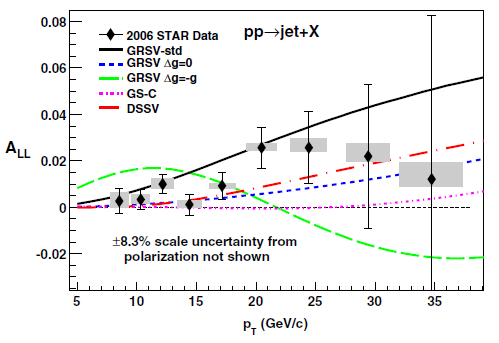 0.08
0.06
0.04
0.02
0
-0.02
A_LL
pp→jet+X
2006 STAR Data
GRSV-std
GRSV Δg=0
GRSV Δg=-g
GS-C
DSSV
±8.3% scale uncertainty from
polarization not shown
5 10 15 20 25 30 35
p_T (GeV/c)